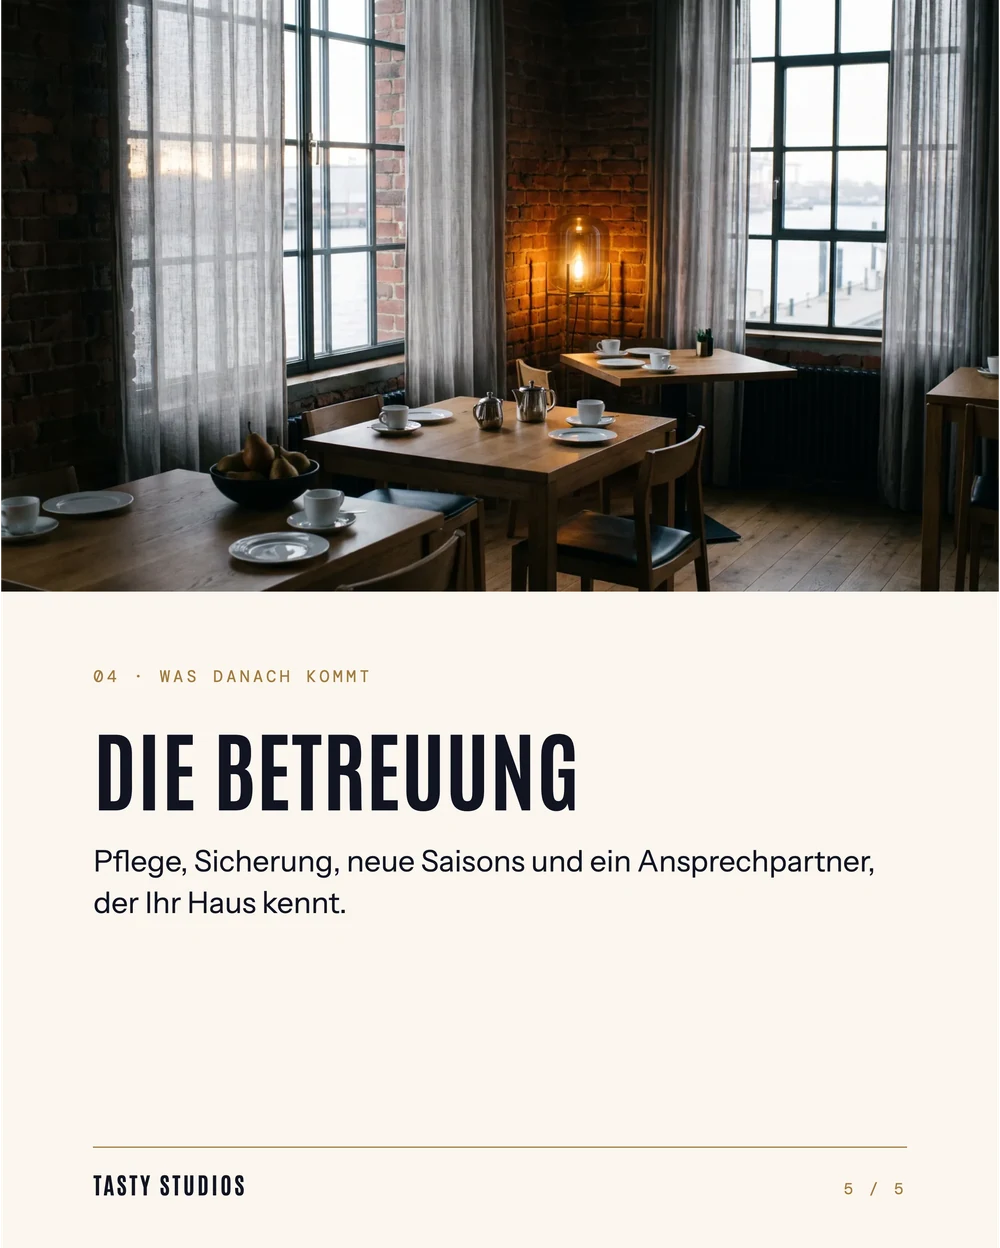 04 · WAS DANACH KOMMT
DIE BETREUUNG
Pflege, Sicherung, neue Saisons und ein Ansprechpartner,
der Ihr Haus kennt.
TASTY STUDIOS
5 / 5